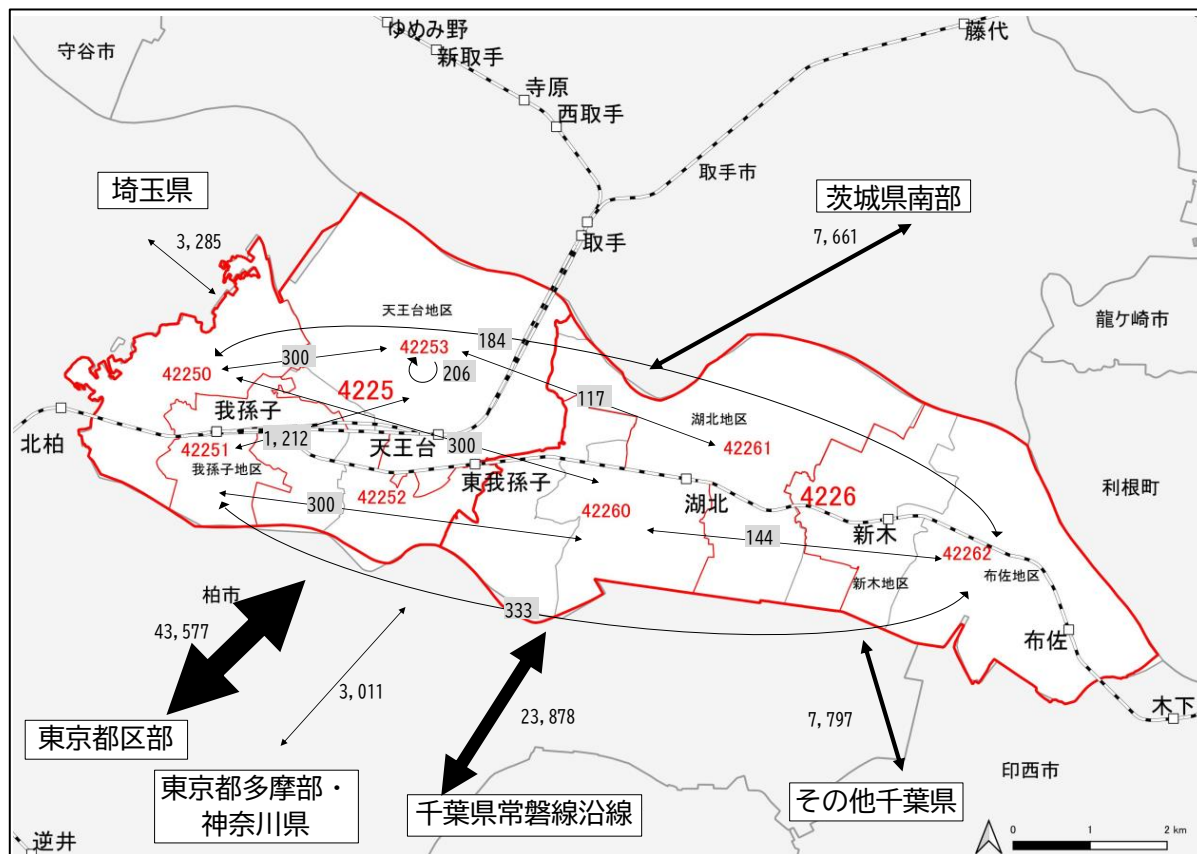 守谷市
ゆめみ野
新取手
寺原
西取手
藤代
取手市
埼玉県
3,285
取手
茨城県南部
7,661
龍ケ崎市
天王台地区
184
42253
300
42250
206
4225
117
湖北地区
我孫子
1,212
天王台
300
42261
北柏
42251
我孫子地区
東我孫子
42252
300
42260
湖北
4226
新木
利根町
144
42262
新木地区
布佐地区
柏市
333
布佐
43,577
3,011
23,878
7,797
木下
東京都区部
印西市
東京都多摩部・
神奈川県
千葉県常磐線沿線
その他千葉県
逆井
0 1 2 km